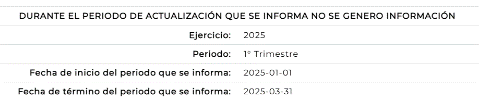 DURANTE EL PERIODO DE ACTUALIZACIÓN QUE SE INFORMA NO SE GENERO INFORMACIÓN
Ejercicio: 2025
Periodo: 1° Trimestre
Fecha de inicio del periodo que se informa: 2025-01-01
Fecha de término del periodo que se informa: 2025-03-31